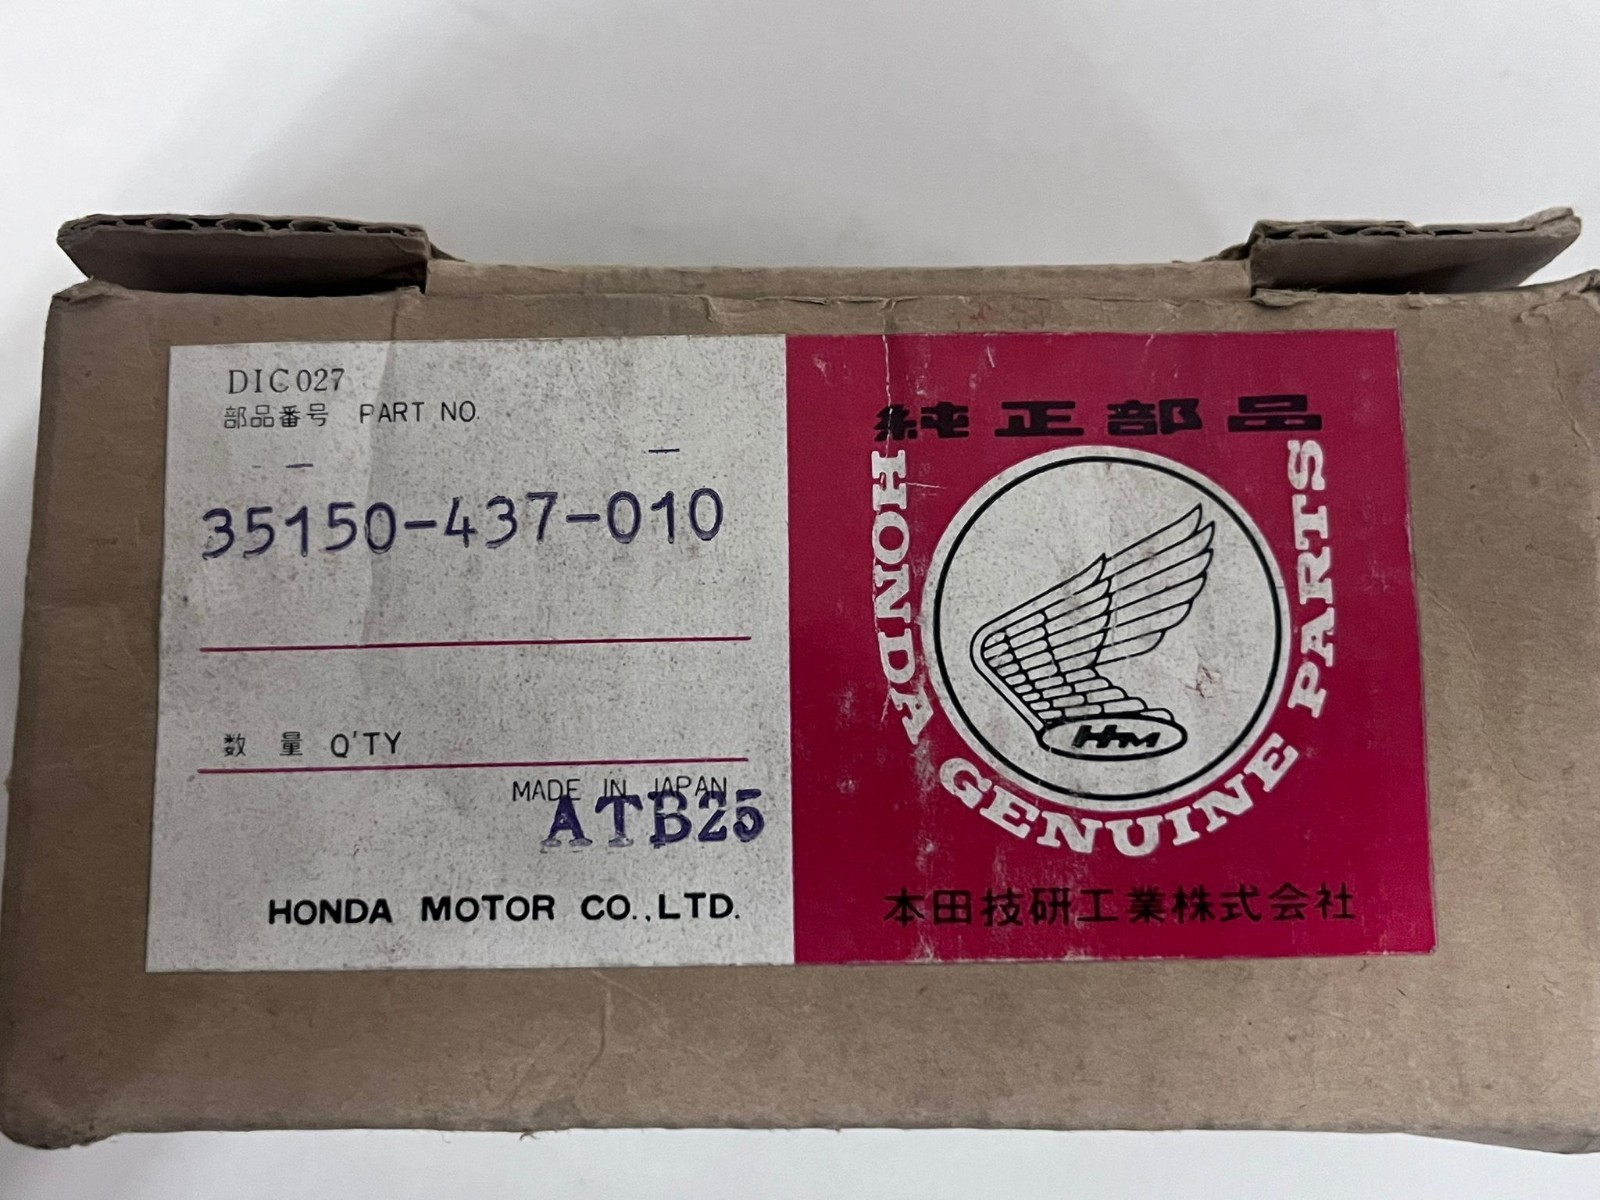 DIC027
部品番号 PART NO.
35150-437-010
数量 Q'TY
MADE IN JAPAN
ATB25
HONDA MOTOR CO.,LTD.
純正部品
HONDA GENUINE PARTS
HM
本田技研工業株式会社